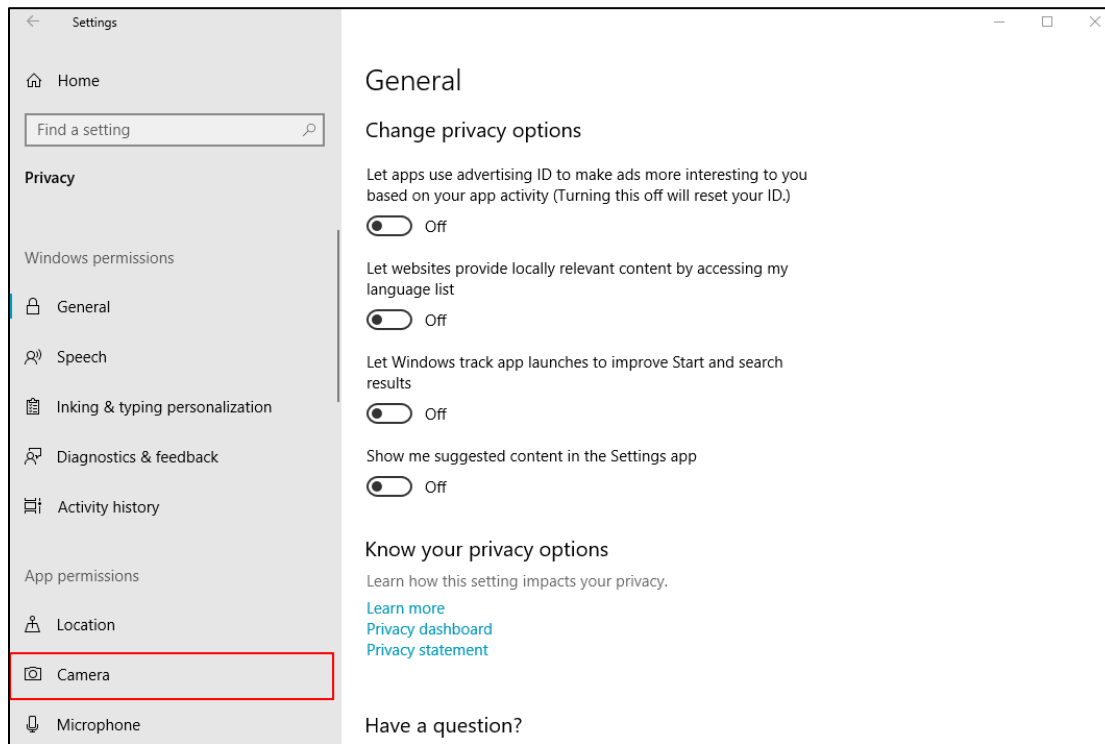 Settings
Home
Find a setting
Privacy
Windows permissions
General
Speech
Inking & typing personalization
Diagnostics & feedback
Activity history
App permissions
Location
Camera
Microphone
General
Change privacy options
Let apps use advertising ID to make ads more interesting to you
based on your app activity (Turning this off will reset your ID.)
Off
Let websites provide locally relevant content by accessing my
language list
Off
Let Windows track app launches to improve Start and search
results
Off
Show me suggested content in the Settings app
Off
Know your privacy options
Learn how this setting impacts your privacy.
Learn more
Privacy dashboard
Privacy statement
Have a question?